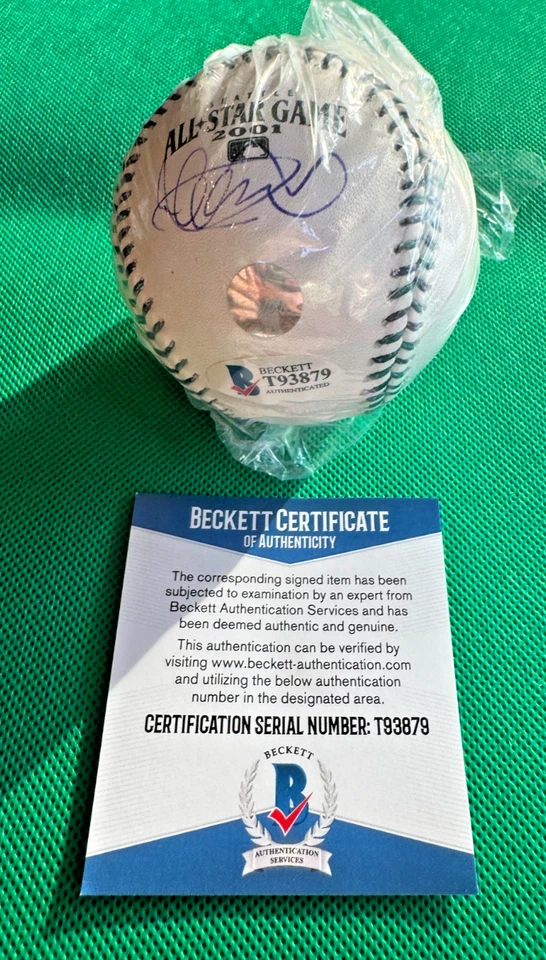 SEATTLE
ALL★STAR GAME
2001
BECKETT
T93879
AUTHENTICATED
BECKETT CERTIFICATE
OF AUTHENTICITY
The corresponding signed item has been
subjected to examination by an expert from
Beckett Authentication Services and has
been deemed authentic and genuine.
This authentication can be verified by
visiting www.beckett-authentication.com
and utilizing the below authentication
number in the designated area.
CERTIFICATION SERIAL NUMBER: T93879
BECKETT
B
AUTHENTICATION
SERVICES